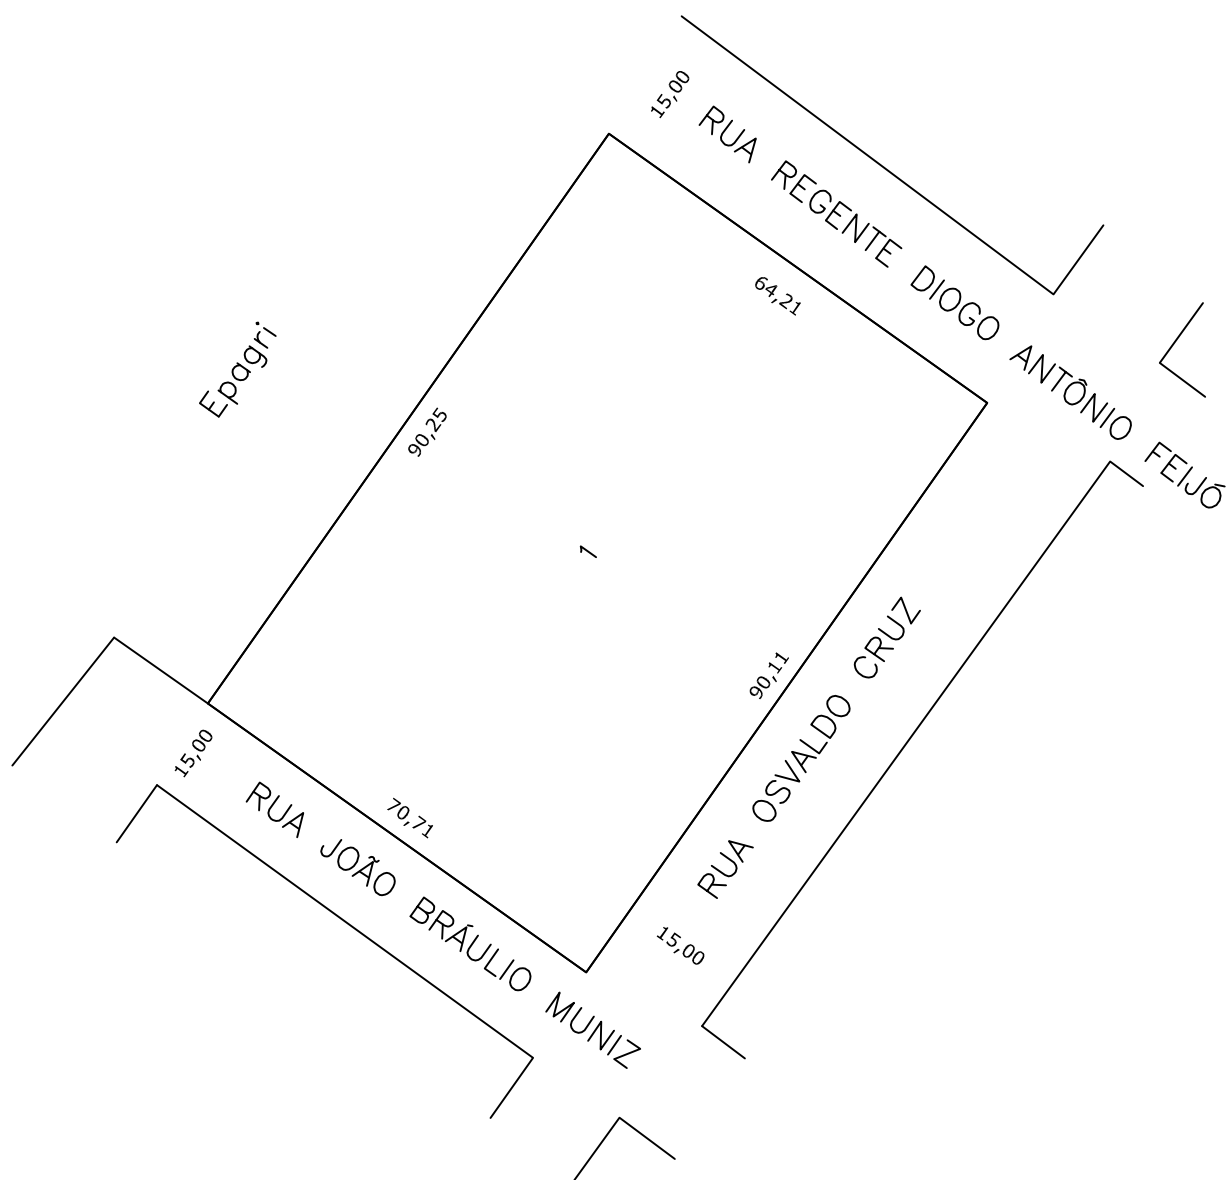 15,00
RUA REGENTE DIOGO ANTÔNIO FEIJÓ
64,21
Epagri
90,25
1
90,11
RUA OSVALDO CRUZ
15,00
70,71
RUA JOÃO BRÁULIO MUNIZ
15,00